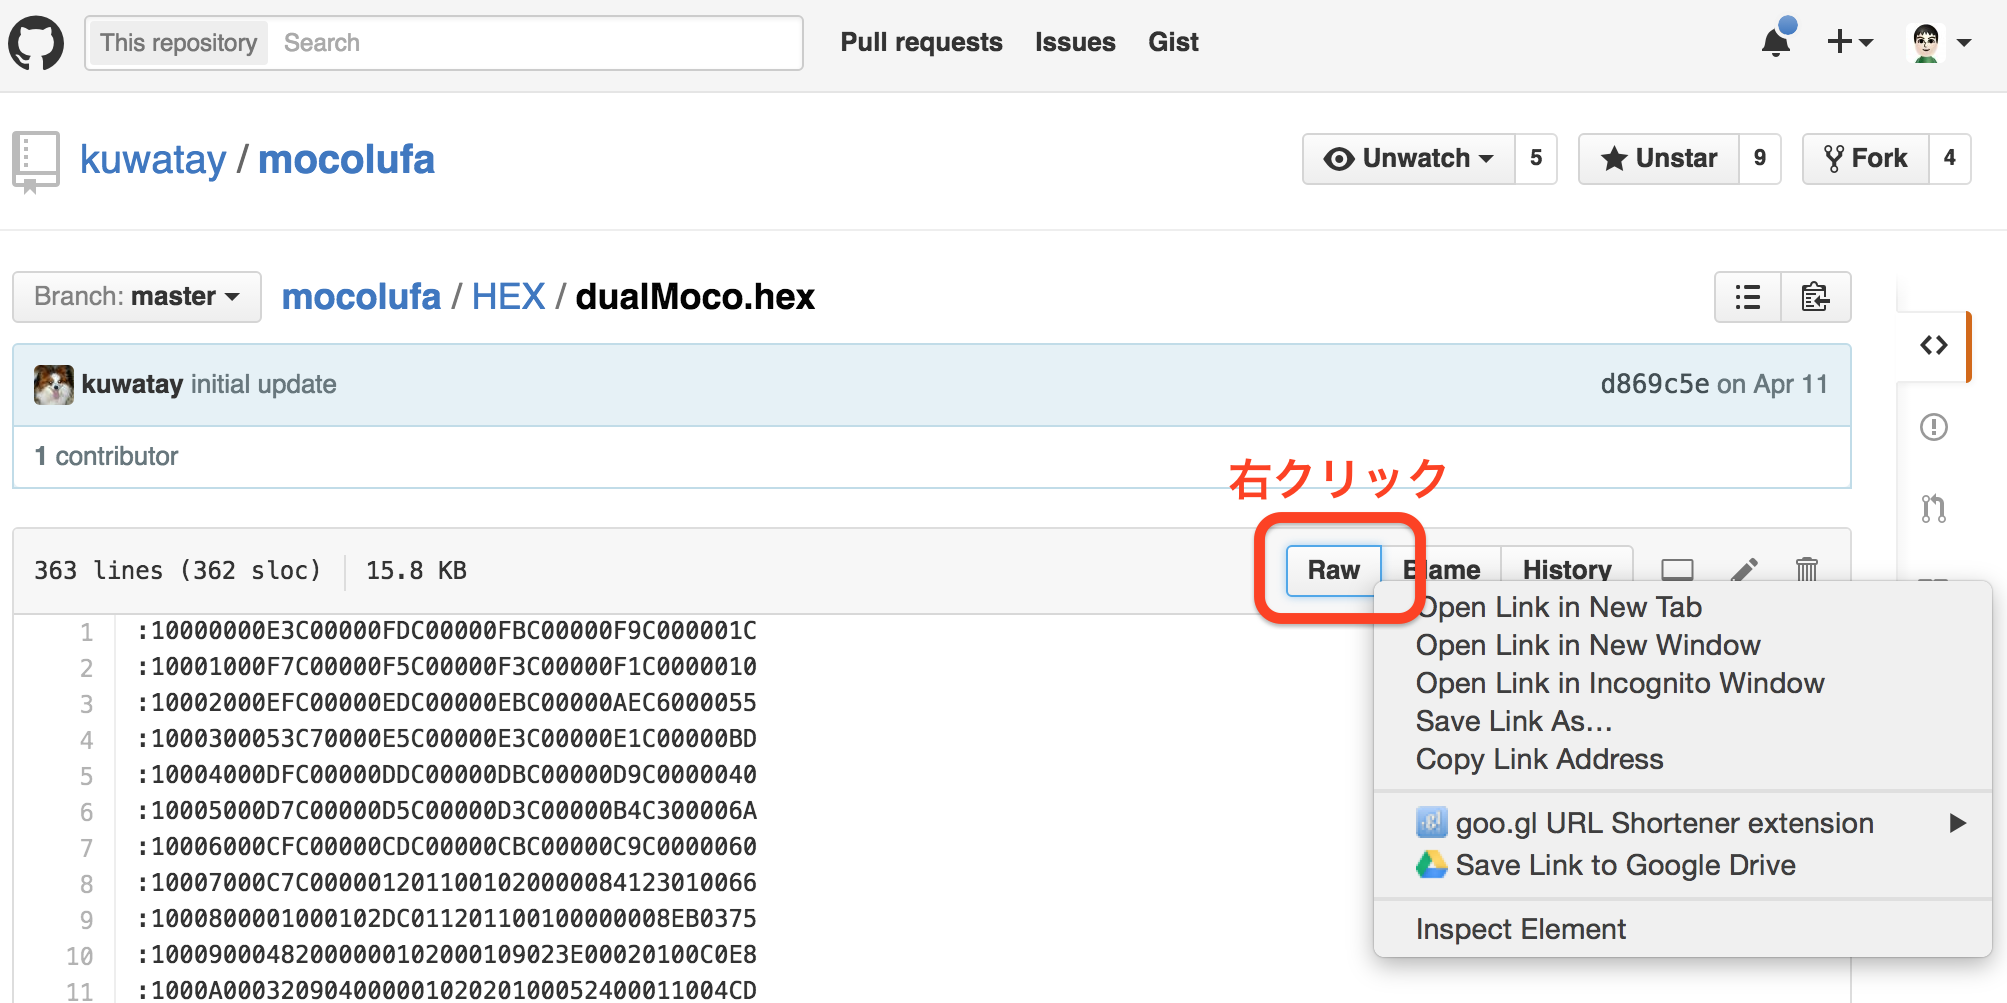 This repository Search Pull requests Issues Gist
kuwatay / mocolufa
Unwatch 5 Unstar 9 Fork 4
Branch: master mocolufa / HEX / dualMoco.hex
kuwatay initial update d869c5e on Apr 11
1 contributor
右クリック
363 lines (362 sloc) 15.8 KB Raw Blame History
1 :10000000E3C00000FDC00000FBC00000F9C000001C
2 :10001000F7C00000F5C00000F3C00000F1C0000010
3 :10002000EFC00000EDC00000EBC00000AEC6000055
4 :1000300053C70000E5C00000E3C00000E1C00000BD
5 :10004000DFC00000DDC00000DBC00000D9C0000040
6 :10005000D7C00000D5C00000D3C00000B4C300006A
7 :10006000CFC00000CDC00000CBC00000C9C0000060
8 :10007000C7C0000012011001020000084123010066
9 :1000800001000102DC011201100100000008EB0375
10 :10009000482000000102000109023E00020100C0E8
11 :1000A0003209040000010202010005240001 1004CD
Open Link in New Tab
Open Link in New Window
Open Link in Incognito Window
Save Link As...
Copy Link Address
goo.gl URL Shortener extension
Save Link to Google Drive
Inspect Element